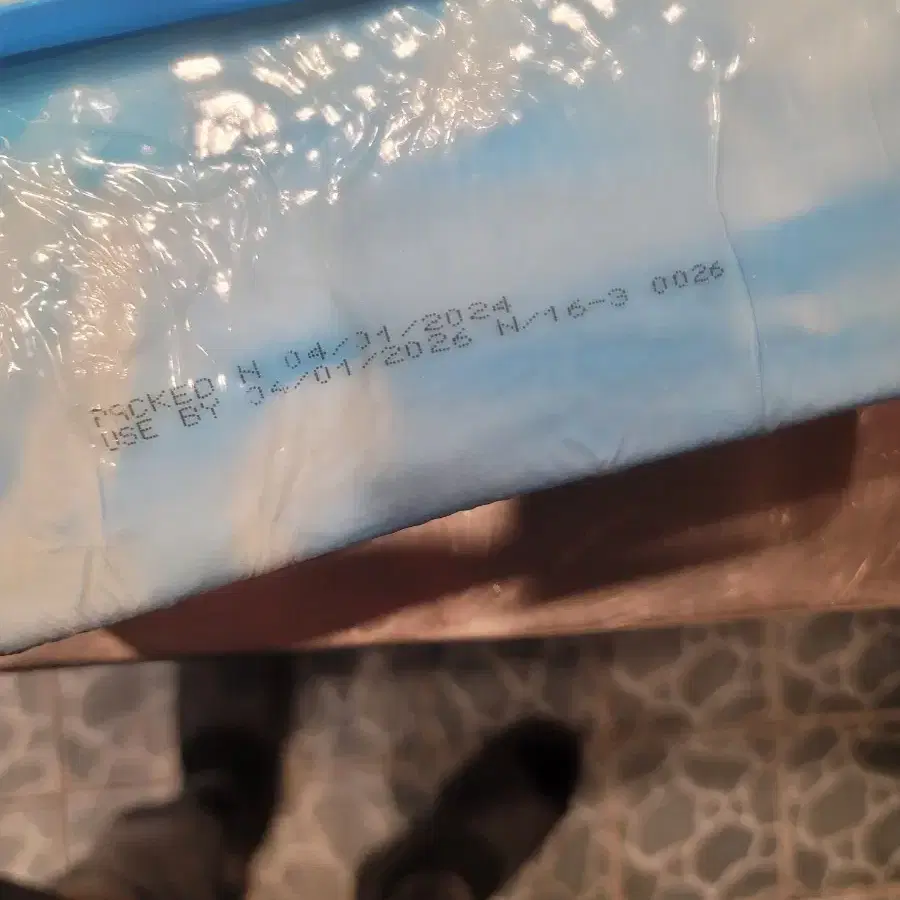 PACKED N 04/01/2024
USE BY 04/01/2026 N/16-3 0026